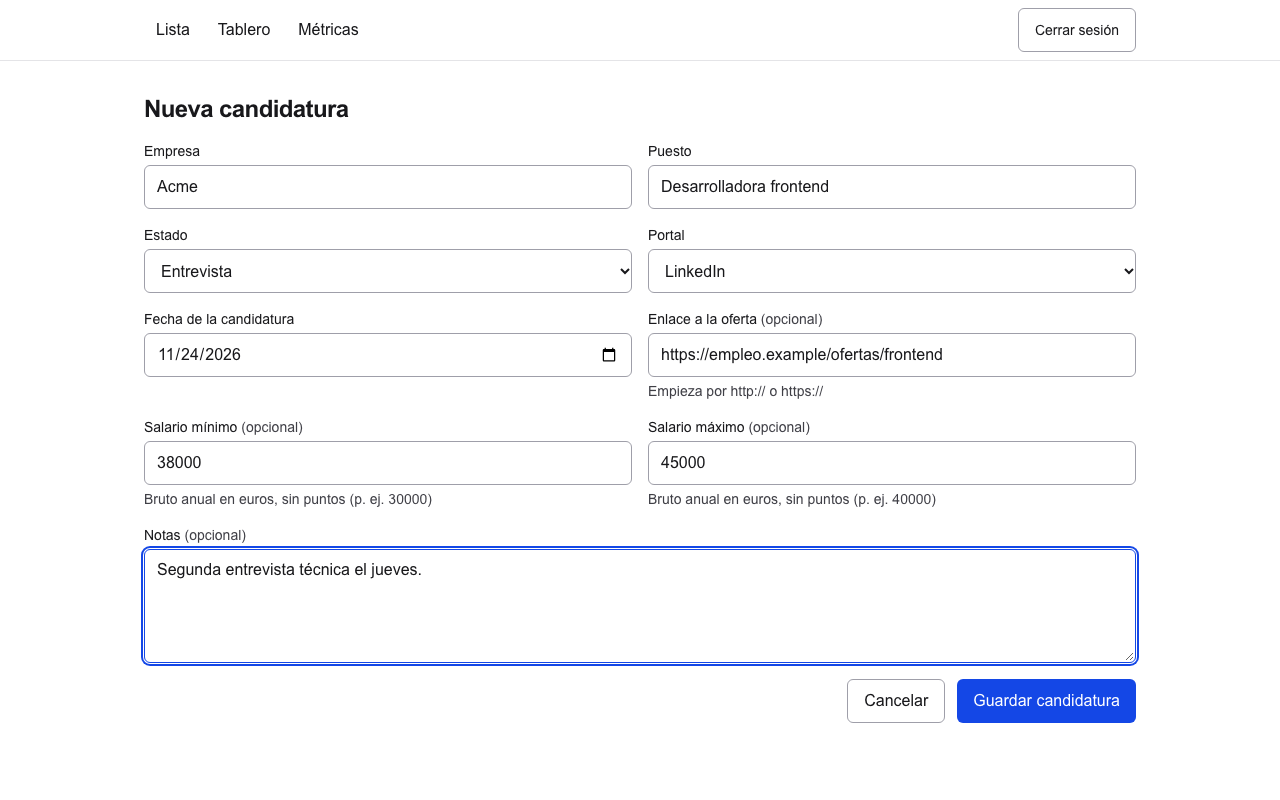 Lista Tablero Métricas Cerrar sesión
Nueva candidatura
Empresa Puesto
Acme Desarrolladora frontend
Estado Portal
Entrevista LinkedIn
Fecha de la candidatura Enlace a la oferta (opcional)
11/24/2026 https://empleo.example/ofertas/frontend
Empieza por http:// o https://
Salario mínimo (opcional) Salario máximo (opcional)
38000 45000
Bruto anual en euros, sin puntos (p. ej. 30000) Bruto anual en euros, sin puntos (p. ej. 40000)
Notas (opcional)
Segunda entrevista técnica el jueves.
Cancelar Guardar candidatura